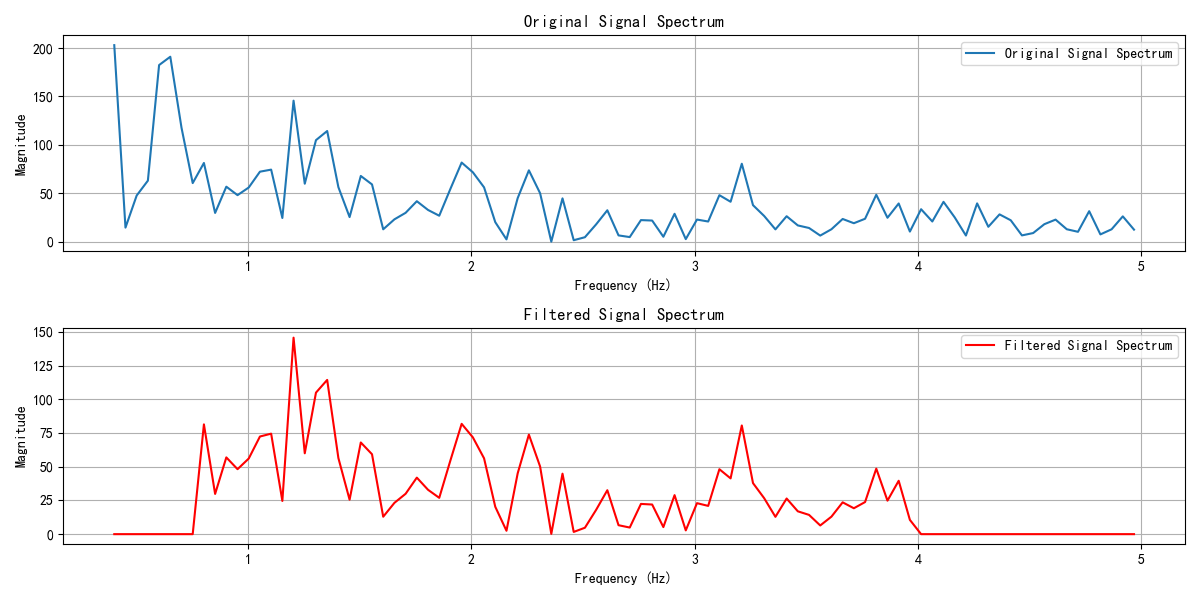 Original Signal Spectrum
Original Signal Spectrum
Magnitude
200
150
100
50
0
1
2
3
4
5
Frequency (Hz)
Filtered Signal Spectrum
Filtered Signal Spectrum
Magnitude
150
125
100
75
50
25
0
1
2
3
4
5
Frequency (Hz)